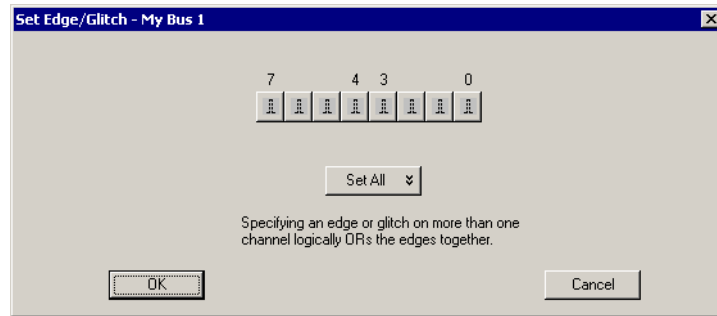 Set Edge/Glitch - My Bus 1
7 4 3 0
Set All
Specifying an edge or glitch on more than one
channel logically ORs the edges together.
OK Cancel